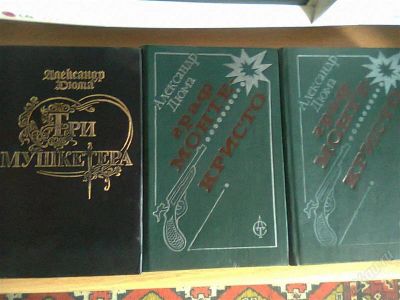 Александр
Дюма
Три
мушкетера
Александр
Дюма
граф
МОНТЕ
КРИСТО
Александр
Дюма
граф
МОНТЕ
КРИСТО